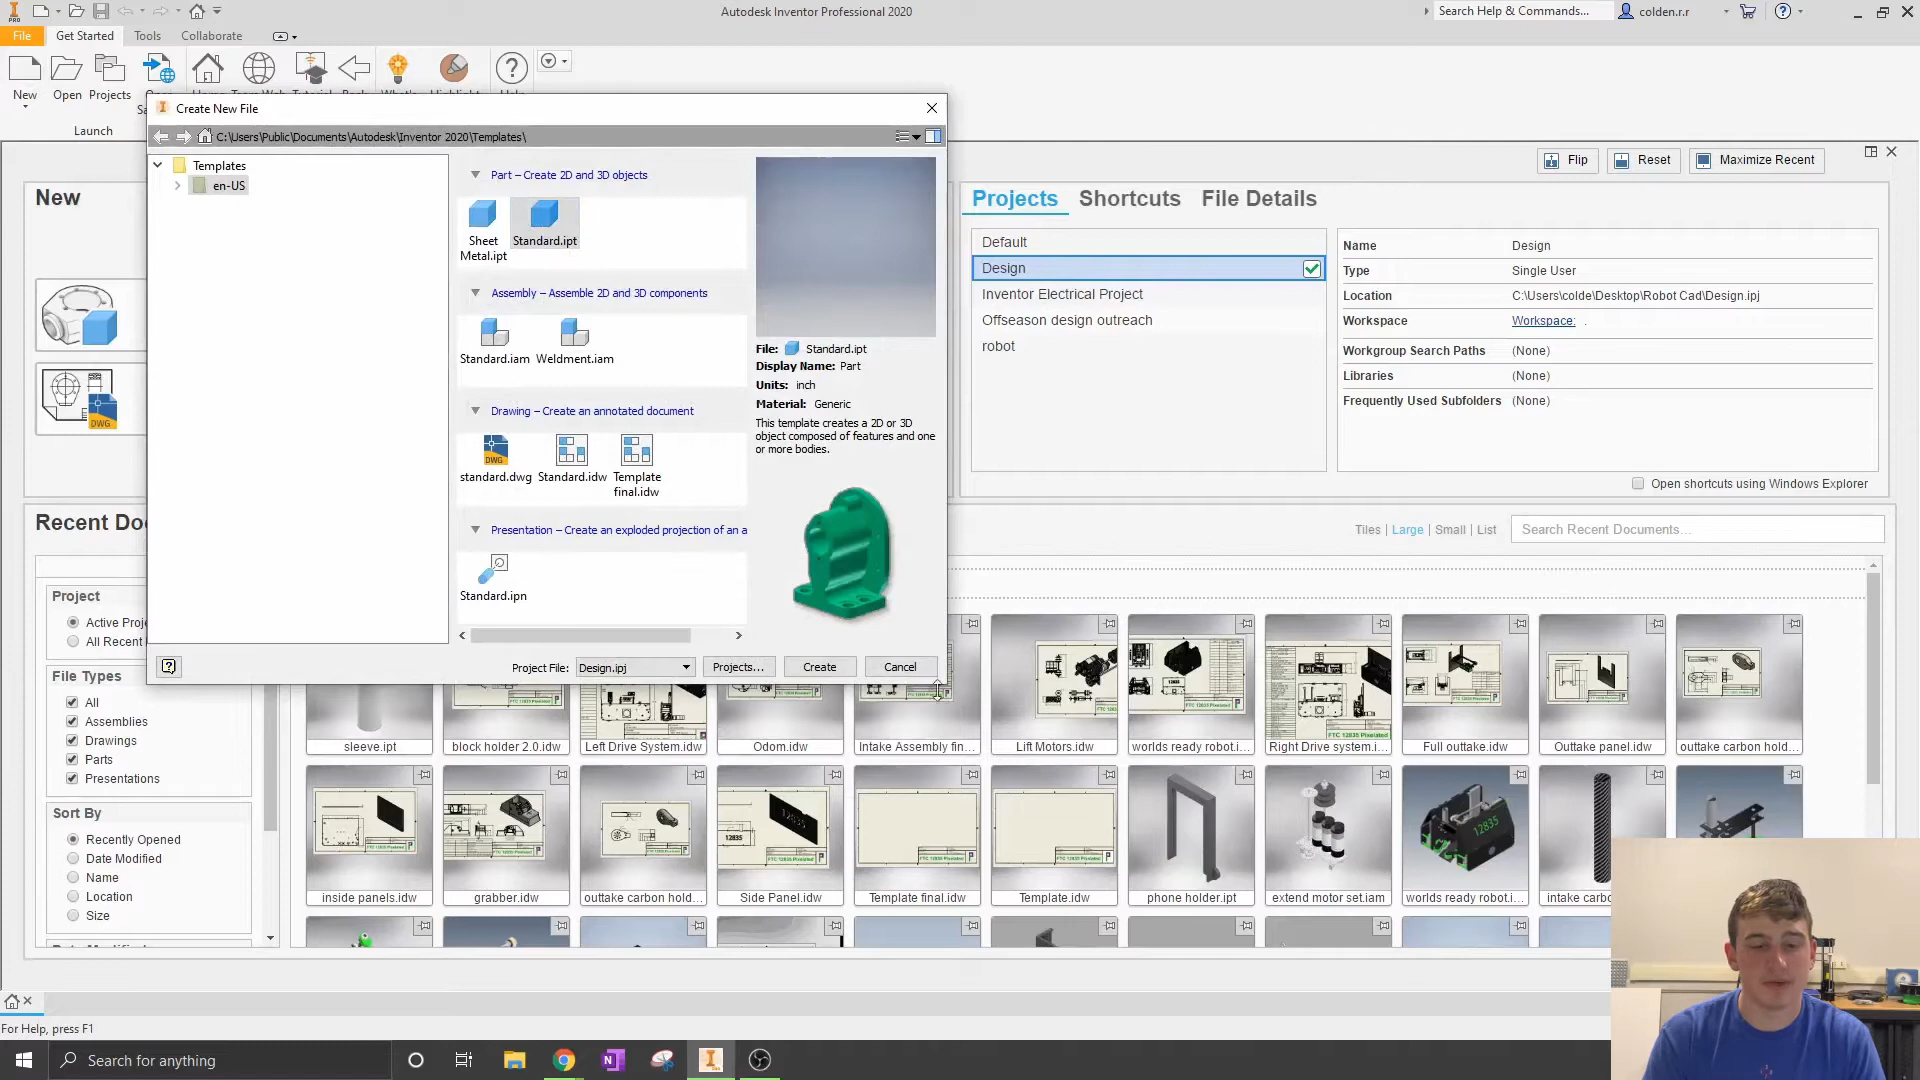 Autodesk Inventor Professional 2020
Search Help & Commands...
colden.r.r
File
Get Started
Tools
Collaborate
New
Open
Projects
Launch
Create New File
C:\Users\Public\Documents\Autodesk\Inventor 2020\Templates\
Templates
en-US
Part – Create 2D and 3D objects
Sheet
Metal.ipt
Standard.ipt
Assembly – Assemble 2D and 3D components
Standard.iam
Weldment.iam
Drawing – Create an annotated document
DWG
standard.dwg
Standard.idw
Template
final.idw
Presentation – Create an exploded projection of an a
Standard.ipn
File: Standard.ipt
Display Name: Part
Units: inch
Material: Generic
This template creates a 2D or 3D
object composed of features and one
or more bodies.
Project File:
Design.ipj
Projects...
Create
Cancel
New
DWG
Flip
Reset
Maximize Recent
Projects
Shortcuts
File Details
Default
Design
Inventor Electrical Project
Offseason design outreach
robot
Name Design
Type Single User
Location C:\Users\colde\Desktop\Robot Cad\Design.ipj
Workspace Workspace: .
Workgroup Search Paths (None)
Libraries (None)
Frequently Used Subfolders (None)
Open shortcuts using Windows Explorer
Recent Do
Tiles | Large | Small | List
Search Recent Documents...
Project
Active Proj
All Recent
File Types
All
Assemblies
Drawings
Parts
Presentations
Sort By
Recently Opened
Date Modified
Name
Location
Size
sleeve.ipt
block holder 2.0.idw
Left Drive System.idw
Odom.idw
Intake Assembly fin...
Lift Motors.idw
worlds ready robot.i...
Right Drive system.i...
Full outtake.idw
Outtake panel.idw
outtake carbon hold...
inside panels.idw
grabber.idw
outtake carbon hold...
Side Panel.idw
Template final.idw
Template.idw
phone holder.ipt
extend motor set.iam
worlds ready robot.i...
intake carbo
FTC 12835 Pixelated
12835
For Help, press F1
Search for anything